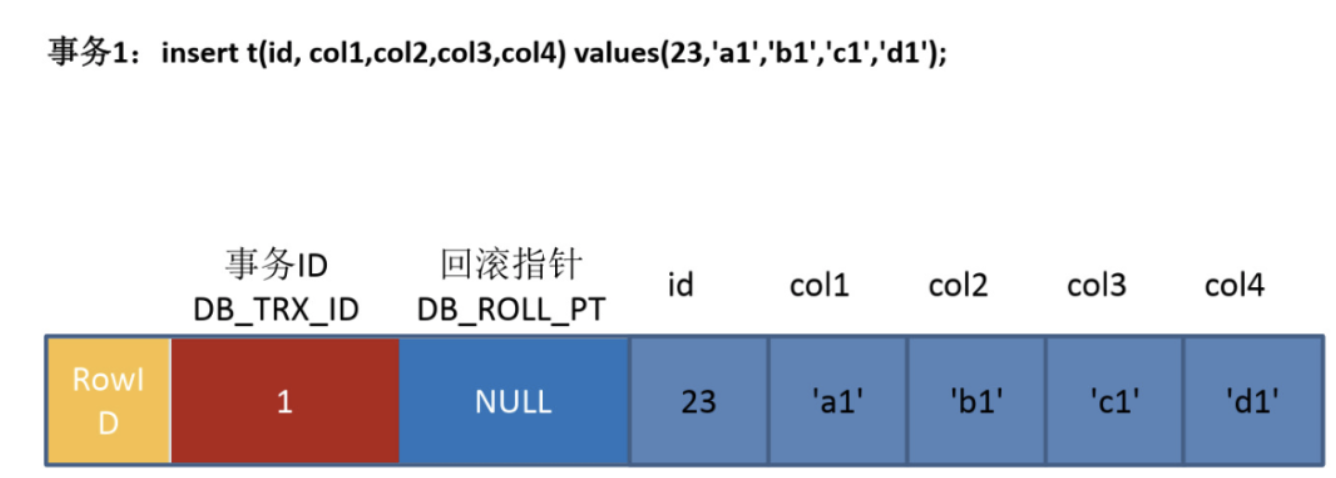 事务1：insert t(id, col1,col2,col3,col4) values(23,'a1','b1','c1','d1');
事务ID
DB_TRX_ID
回滚指针
DB_ROLL_PT
id
col1
col2
col3
col4
RowI
D
1
NULL
23
'a1'
'b1'
'c1'
'd1'